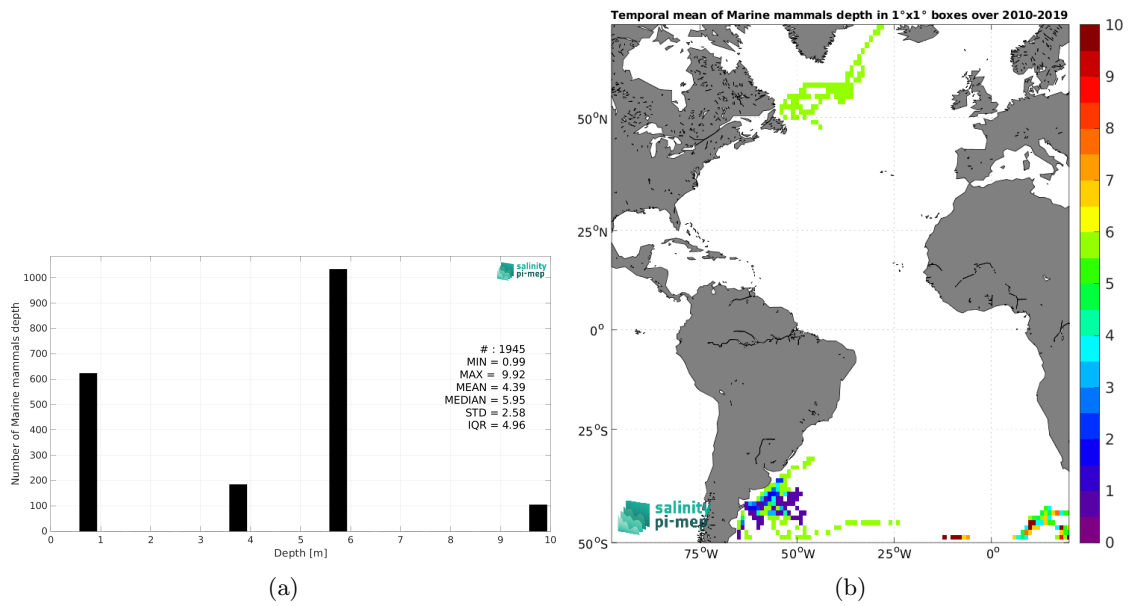 Number of Marine mammals depth
1000
900
800
700
600
500
400
300
200
100
0
0 1 2 3 4 5 6 7 8 9 10
Depth [m]
salinity
pi-mep
# : 1945
MIN = 0.99
MAX = 9.92
MEAN = 4.39
MEDIAN = 5.95
STD = 2.58
IQR = 4.96
(a)
Temporal mean of Marine mammals depth in 1°x1° boxes over 2010-2019
50°N
25°N
0°
25°S
50°S
75°W 50°W 25°W 0°
salinity
pi-mep
10
9
8
7
6
5
4
3
2
1
0
(b)